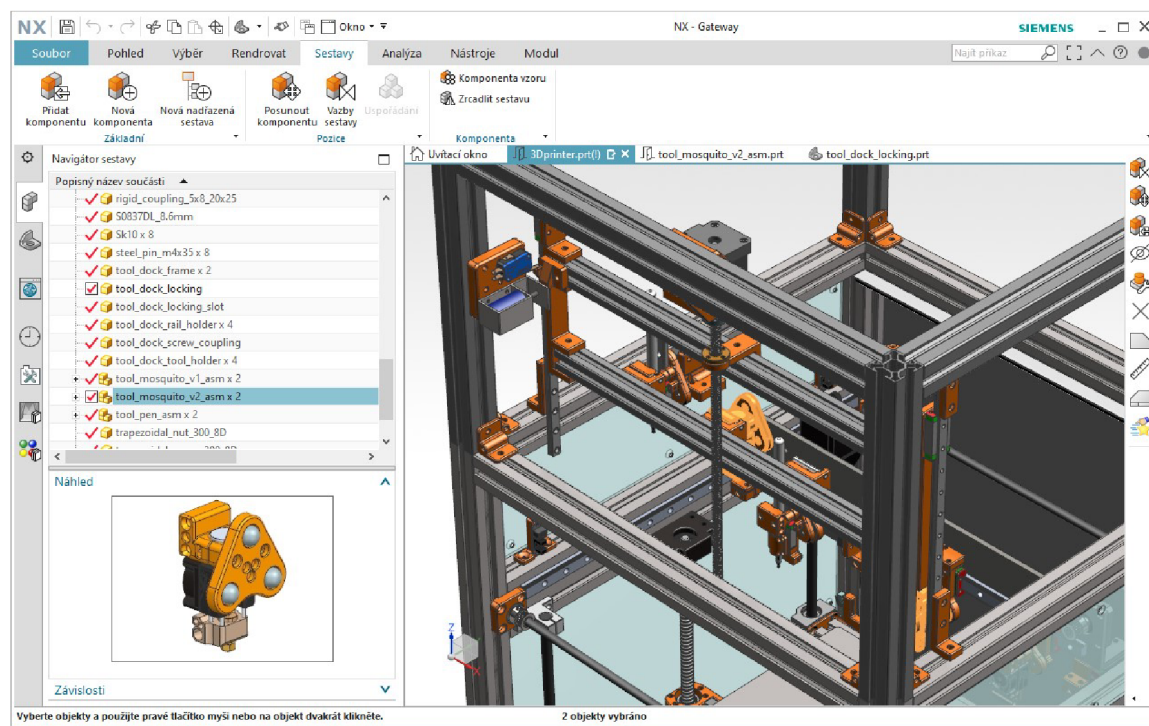 NX
Okno
NX - Gateway
SIEMENS
Soubor
Pohled
Výběr
Rendrovat
Sestavy
Analýza
Nástroje
Modul
Najít příkaz
Přidat komponentu
Nová komponenta
Nová nadřazená sestava
Základní
Posunout komponentu
Vazby sestavy
Uspořádání
Pozice
Komponenta vzoru
Zrcadlit sestavu
Komponenta
Navigátor sestavy
Uvítací okno
3Dprinter.prt(!)
tool_mosquito_v2_asm.prt
tool_dock_locking.prt
Popisný název součásti
rigid_coupling_5x8_20x25
S0837DL_8.6mm
Sk10 x 8
steel_pin_m4x35 x 8
tool_dock_frame x 2
tool_dock_locking
tool_dock_locking_slot
tool_dock_rail_holder x 4
tool_dock_screw_coupling
tool_dock_tool_holder x 4
tool_mosquito_v1_asm x 2
tool_mosquito_v2_asm x 2
tool_pen_asm x 2
trapezoidal_nut_300_8D
Náhled
Z
X
Závislosti
Vyberte objekty a použijte pravé tlačítko myši nebo na objekt dvakrát klikněte.
2 objekty vybráno